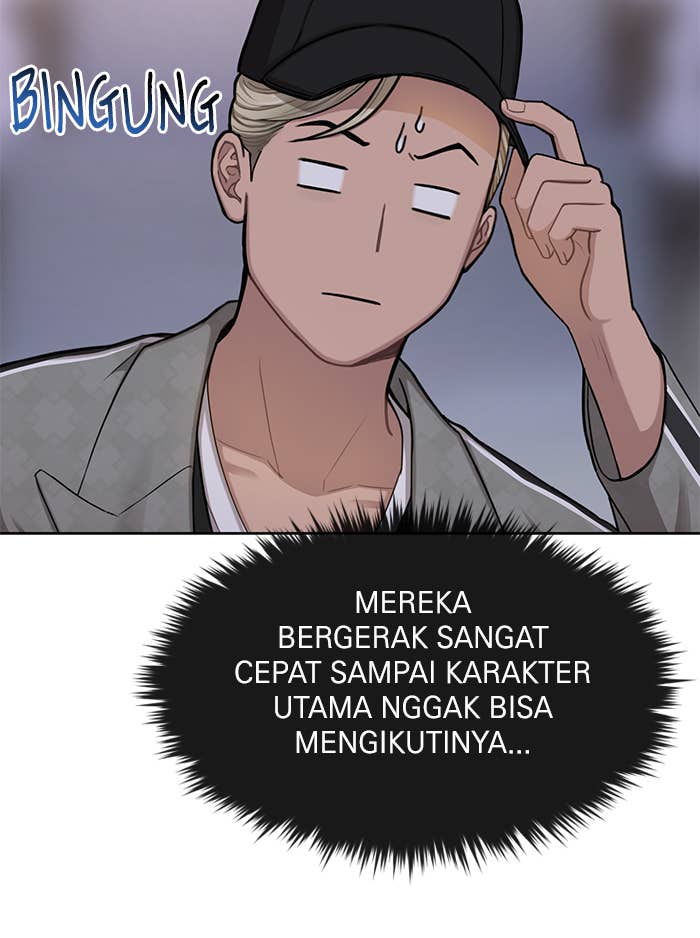 BINGUNG
MEREKA
BERGERAK SANGAT
CEPAT SAMPAI KARAKTER
UTAMA NGGAK BISA
MENGIKUTINYA...